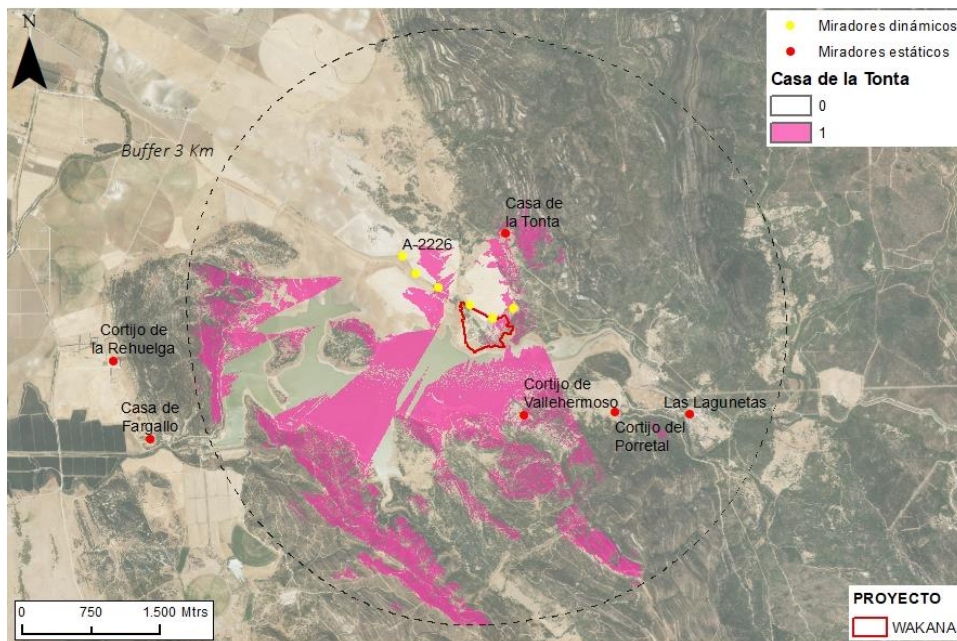 N
Miradores dinámicos
Miradores estáticos
Casa de la Tonta
0
1
Buffer 3 Km
Casa de
la Tonta
A-2226
Cortijo de
la Rehuelga
Casa de
Fargallo
Cortijo de
Vallehermoso
Las Lagunetas
Cortijo del
Porretal
0 750 1.500 Mtrs
PROYECTO
WAKANA